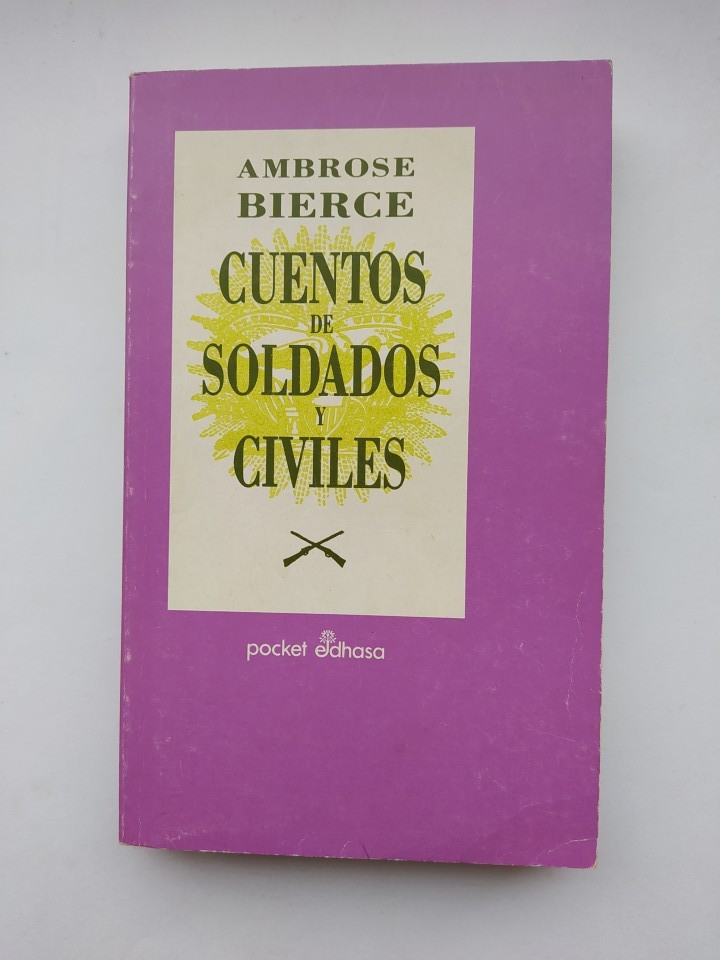 AMBROSE
BIERCE
CUENTOS
DE
SOLDADOS
Y
CIVILES
pocket edhasa